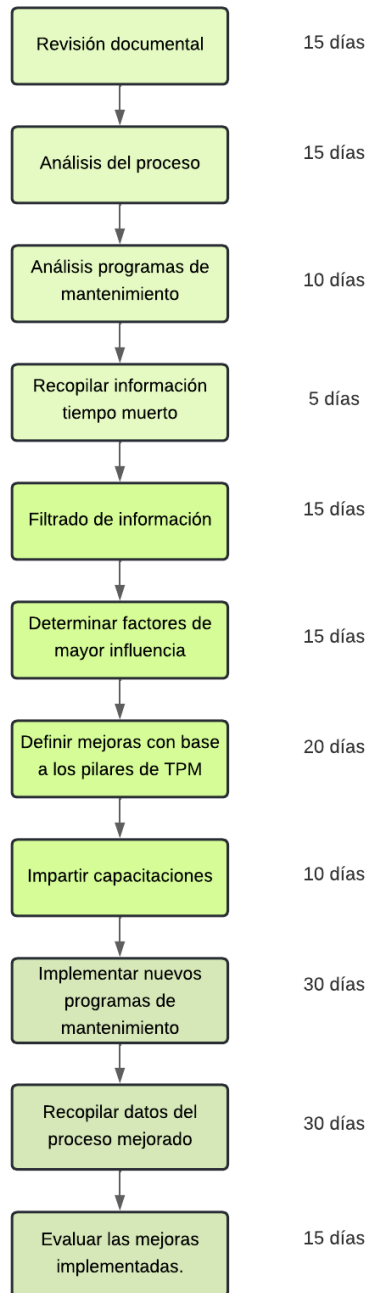 Revisión documental
15 días
Análisis del proceso
15 días
Análisis programas de
mantenimiento
10 días
Recopilar información
tiempo muerto
5 días
Filtrado de información
15 días
Determinar factores de
mayor influencia
15 días
Definir mejoras con base
a los pilares de TPM
20 días
Impartir capacitaciones
10 días
Implementar nuevos
programas de
mantenimiento
30 días
Recopilar datos del
proceso mejorado
30 días
Evaluar las mejoras
implementadas.
15 días